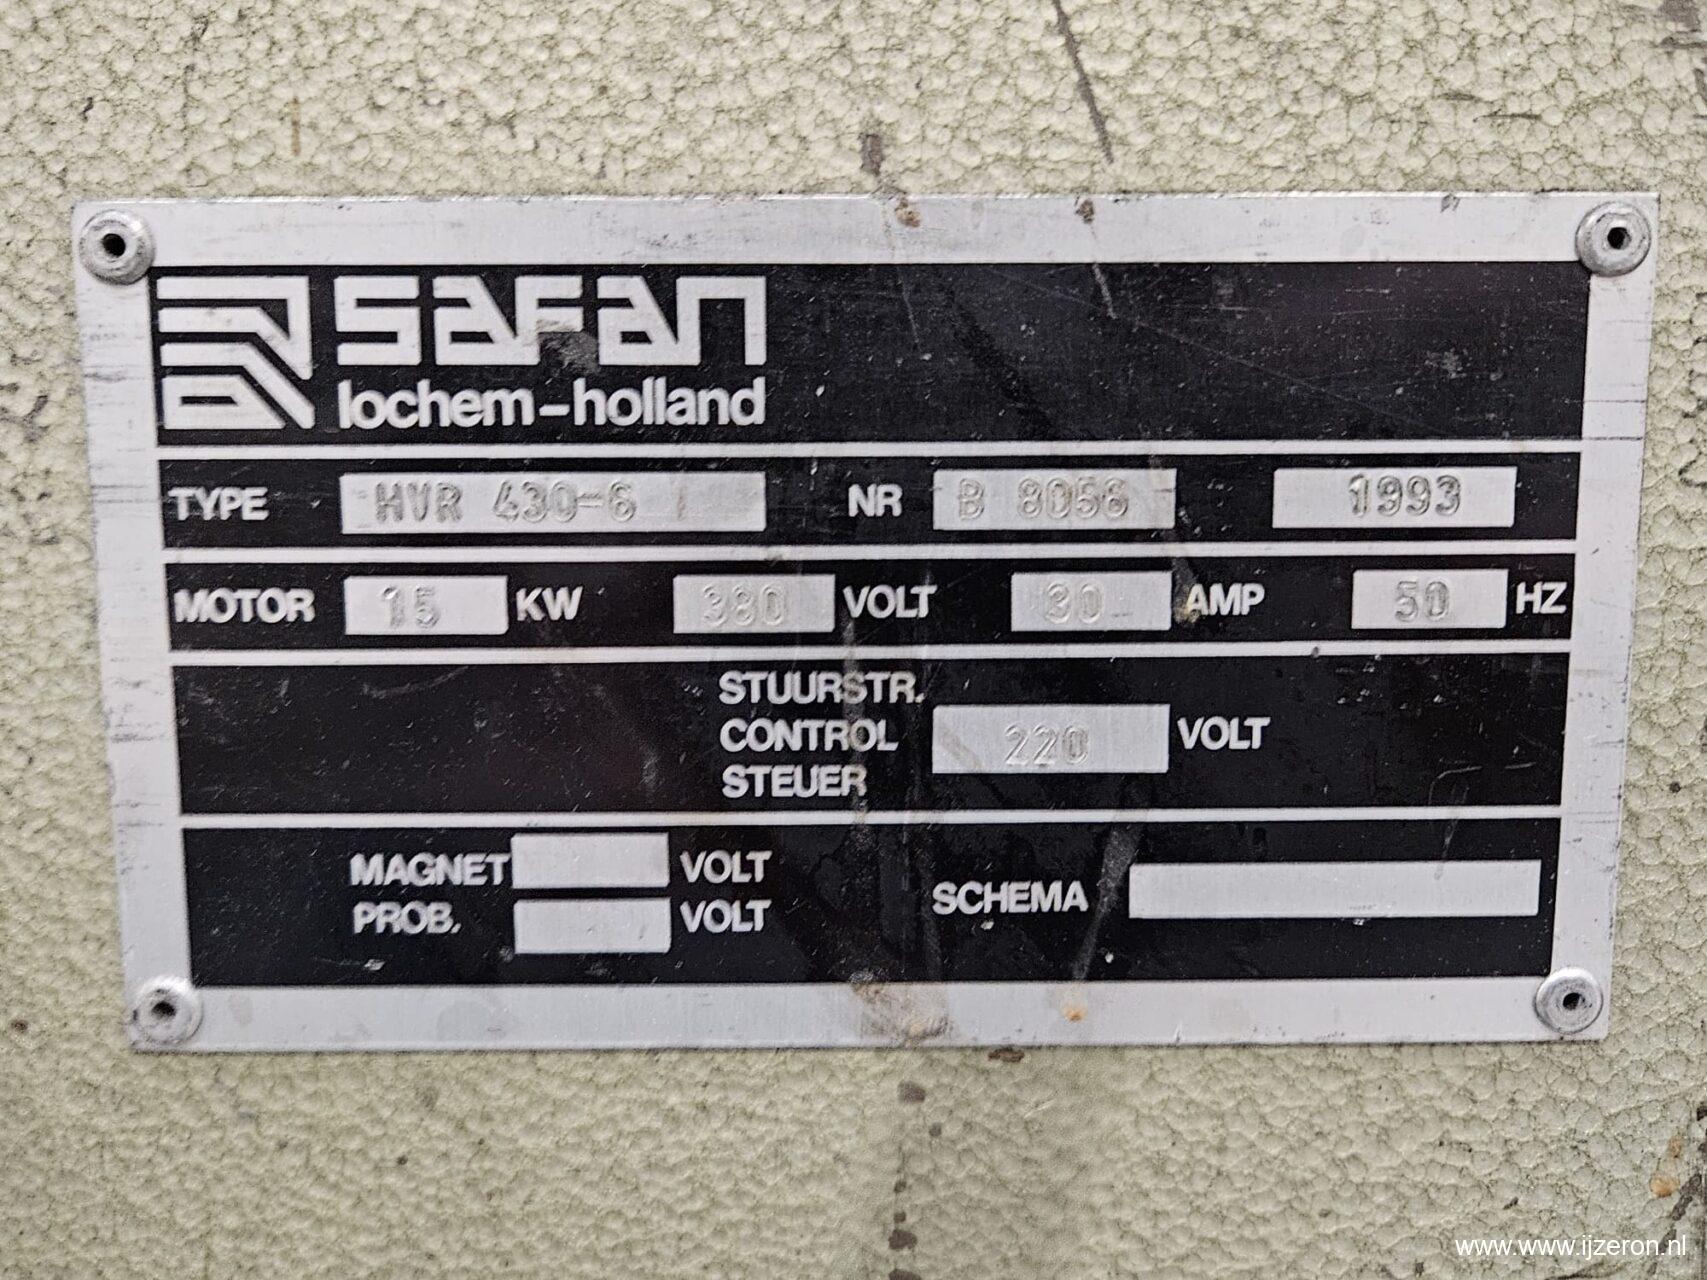 SAFAN
lochem-holland
TYPE HVR 430-6 NR B 8056 1993
MOTOR 15 KW 380 VOLT 30 AMP 50 HZ
STUURSTR.
CONTROL 220 VOLT
STEUER
MAGNET VOLT
PROB. VOLT
SCHEMA
www.www.ijzeron.nl